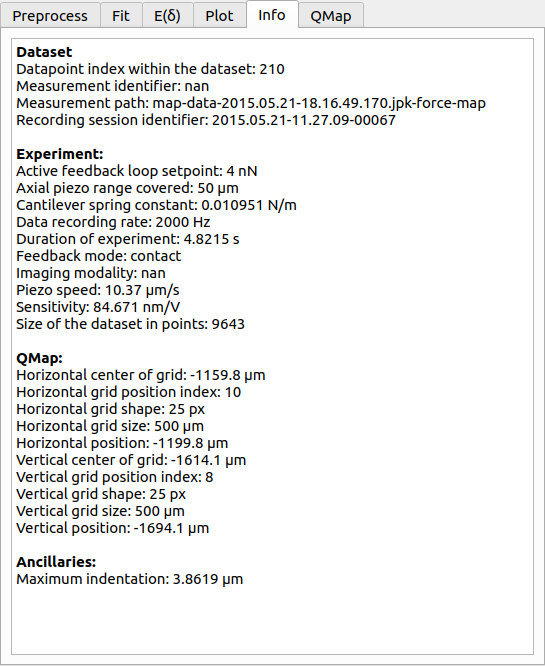 Preprocess Fit E(δ) Plot Info QMap
Dataset
Datapoint index within the dataset: 210
Measurement identifier: nan
Measurement path: map-data-2015.05.21-18.16.49.170.jpk-force-map
Recording session identifier: 2015.05.21-11.27.09-00067
Experiment:
Active feedback loop setpoint: 4 nN
Axial piezo range covered: 50 µm
Cantilever spring constant: 0.010951 N/m
Data recording rate: 2000 Hz
Duration of experiment: 4.8215 s
Feedback mode: contact
Imaging modality: nan
Piezo speed: 10.37 µm/s
Sensitivity: 84.671 nm/V
Size of the dataset in points: 9643
QMap:
Horizontal center of grid: -1159.8 µm
Horizontal grid position index: 10
Horizontal grid shape: 25 px
Horizontal grid size: 500 µm
Horizontal position: -1199.8 µm
Vertical center of grid: -1614.1 µm
Vertical grid position index: 8
Vertical grid shape: 25 px
Vertical grid size: 500 µm
Vertical position: -1694.1 µm
Ancillaries:
Maximum indentation: 3.8619 µm